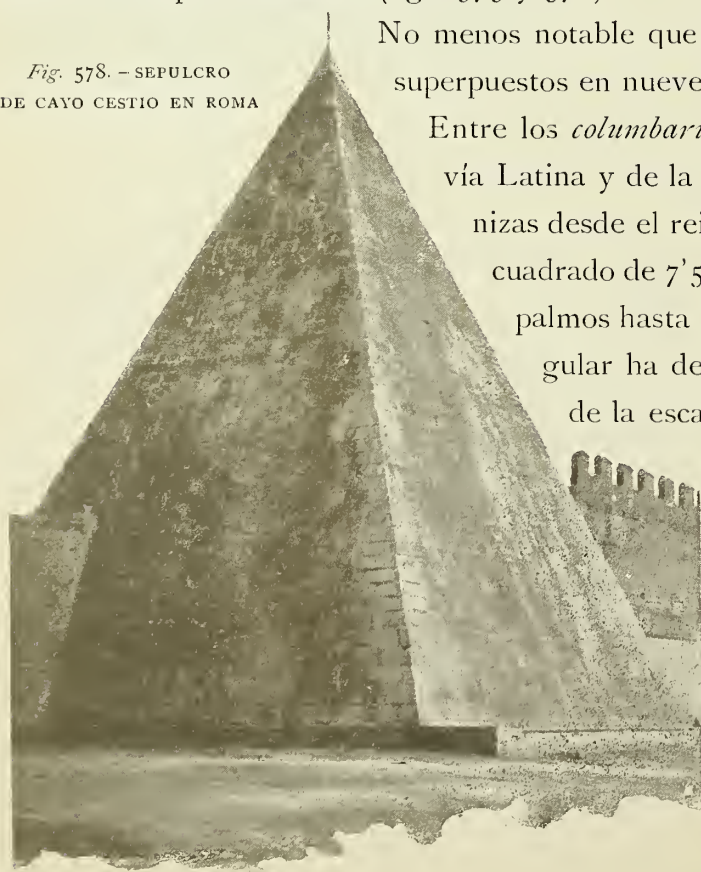 Fig. 578. – SEPULCRO
DE CAYO CESTIO EN ROMA
No menos notable que
superpuestos en nueve
Entre los columbari
vía Latina y de la
nizas desde el rei
cuadrado de 7'5
palmos hasta
gular ha de
de la esca